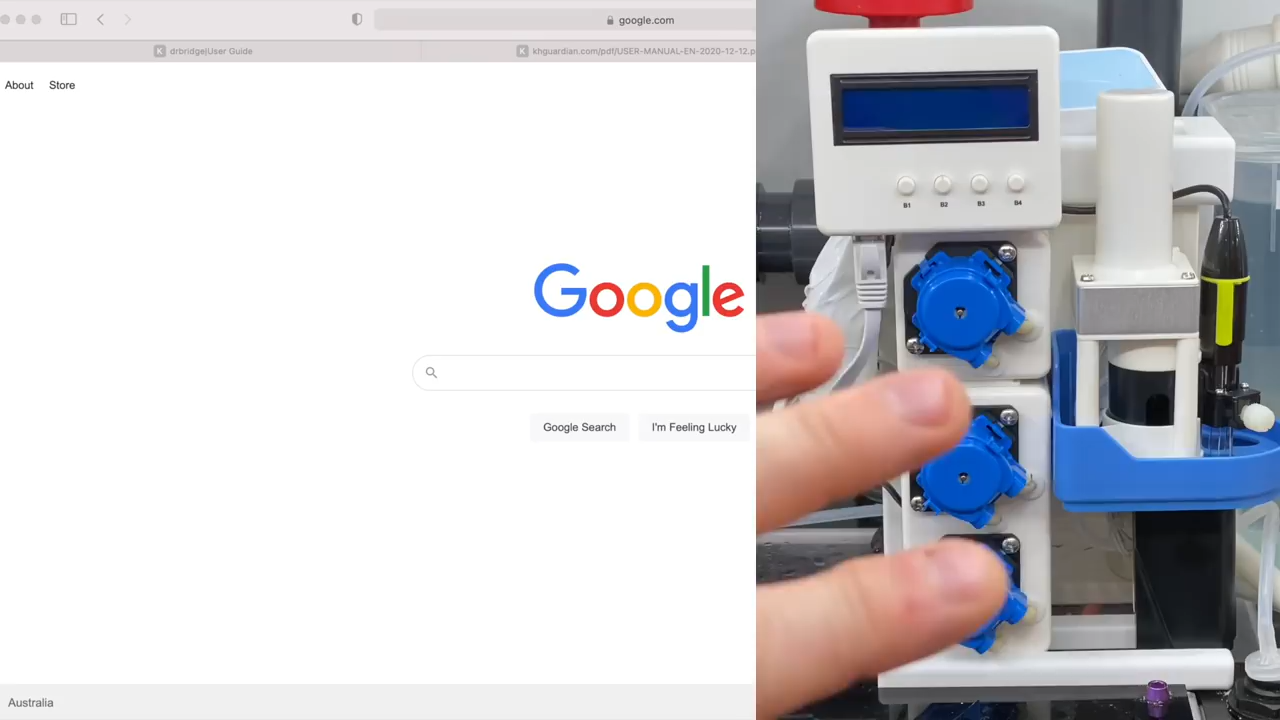 google.com
drbridge|User Guide
khguardian.com/pdf/USER-MANUAL-EN-2020-12-12.p
About
Store
Google
Google Search
I'm Feeling Lucky
Australia
B1
B2
B3
B4